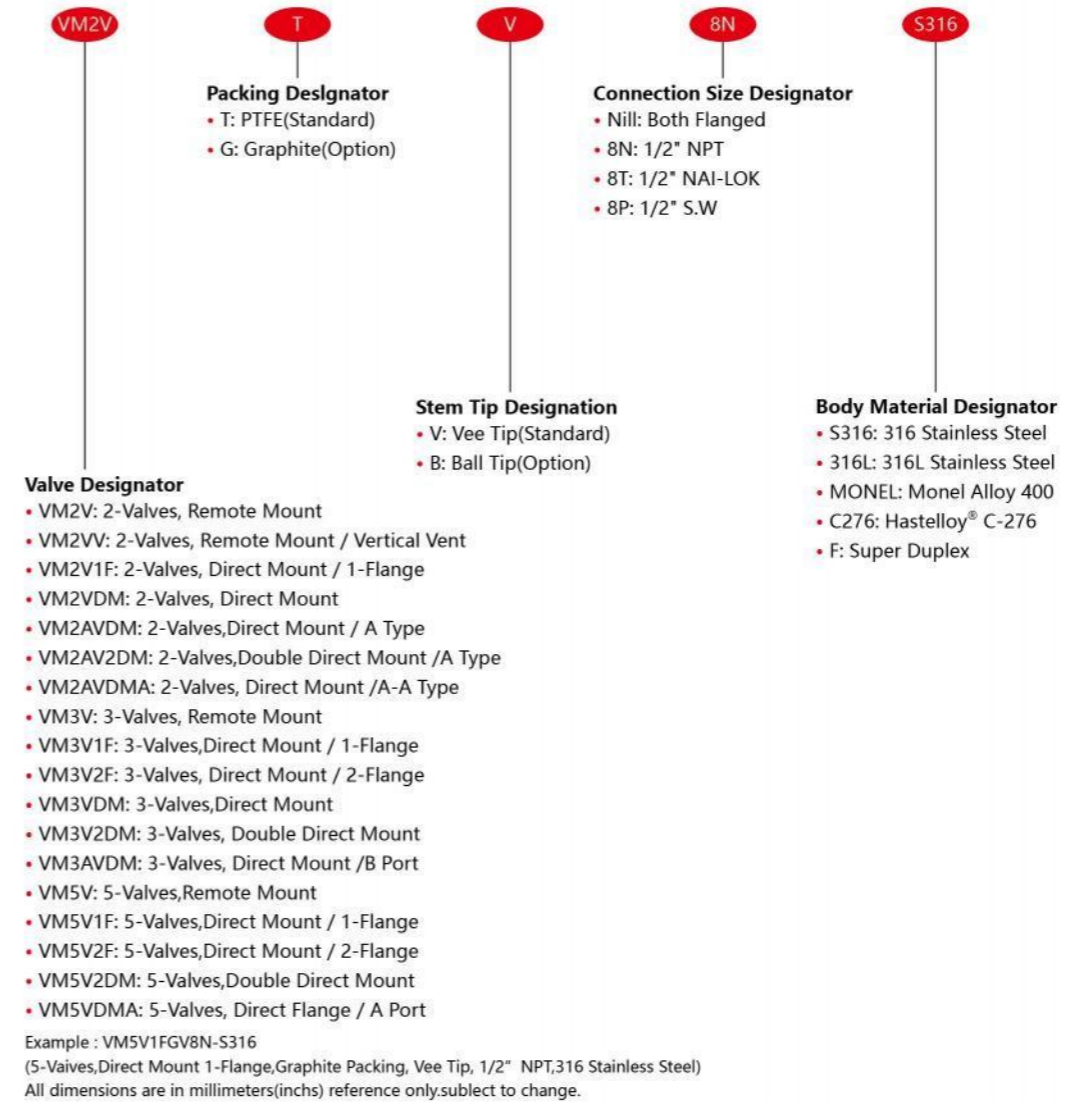 VM2V T V 8N S316
Packing DesIgnator
• T: PTFE(Standard)
• G: Graphite(Option)
Connection Size Designator
• Nill: Both Flanged
• 8N: 1/2" NPT
• 8T: 1/2" NAI-LOK
• 8P: 1/2" S.W
Stem Tip Designation
• V: Vee Tip(Standard)
• B: Ball Tip(Option)
Body Material Designator
• S316: 316 Stainless Steel
• 316L: 316L Stainless Steel
• MONEL: Monel Alloy 400
• C276: Hastelloy® C-276
• F: Super Duplex
Valve Designator
• VM2V: 2-Valves, Remote Mount
• VM2VV: 2-Valves, Remote Mount / Vertical Vent
• VM2V1F: 2-Valves, Direct Mount / 1-Flange
• VM2VDM: 2-Valves, Direct Mount
• VM2AVDM: 2-Valves,Direct Mount / A Type
• VM2AV2DM: 2-Valves,Double Direct Mount /A Type
• VM2AVDMA: 2-Valves, Direct Mount /A-A Type
• VM3V: 3-Valves, Remote Mount
• VM3V1F: 3-Valves,Direct Mount / 1-Flange
• VM3V2F: 3-Valves, Direct Mount / 2-Flange
• VM3VDM: 3-Valves,Direct Mount
• VM3V2DM: 3-Valves, Double Direct Mount
• VM3AVDM: 3-Valves, Direct Mount /B Port
• VM5V: 5-Valves,Remote Mount
• VM5V1F: 5-Valves,Direct Mount / 1-Flange
• VM5V2F: 5-Valves,Direct Mount / 2-Flange
• VM5V2DM: 5-Valves,Double Direct Mount
• VM5VDMA: 5-Valves, Direct Flange / A Port
Example : VM5V1FGV8N-S316
(5-Vaives,Direct Mount 1-Flange,Graphite Packing, Vee Tip, 1/2" NPT,316 Stainless Steel)
All dimensions are in millimeters(inchs) reference only.sublect to change.